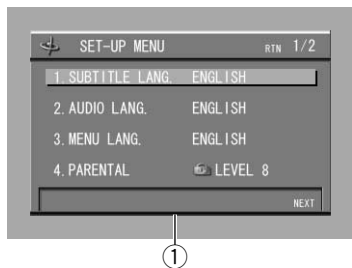 SET-UP MENU RTN 1/2
1. SUBTITLE LANG. ENGLISH
2. AUDIO LANG. ENGLISH
3. MENU LANG. ENGLISH
4. PARENTAL LEVEL 8
NEXT
①